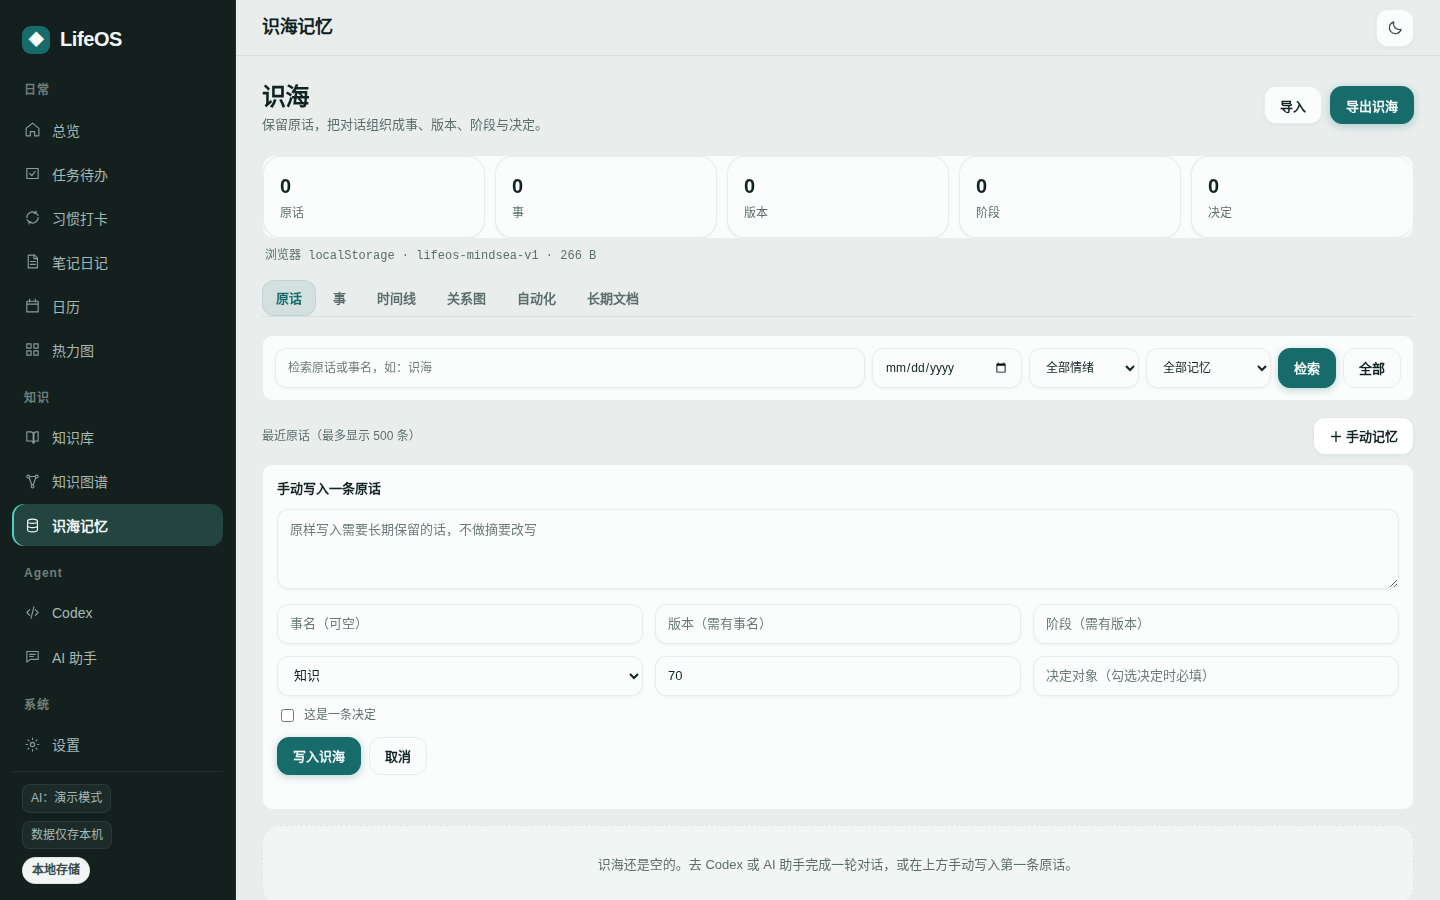 LifeOS
日常
总览
任务待办
习惯打卡
笔记日记
日历
热力图
知识
知识库
知识图谱
识海记忆
Agent
Codex
AI 助手
系统
设置
AI：演示模式
数据仅存本机
本地存储
识海记忆
识海
保留原话，把对话组织成事、版本、阶段与决定。
导入
导出识海
0
原话
0
事
0
版本
0
阶段
0
决定
浏览器 localStorage · lifeos-mindsea-v1 · 266 B
原话
事
时间线
关系图
自动化
长期文档
检索原话或事名，如：识海
mm/dd/yyyy
全部情绪
全部记忆
检索
全部
最近原话（最多显示 500 条）
＋ 手动记忆
手动写入一条原话
原样写入需要长期保留的话，不做摘要改写
事名（可空）
版本（需有事名）
阶段（需有版本）
知识
70
决定对象（勾选决定时必填）
这是一条决定
写入识海
取消
识海还是空的。去 Codex 或 AI 助手完成一轮对话，或在上方手动写入第一条原话。